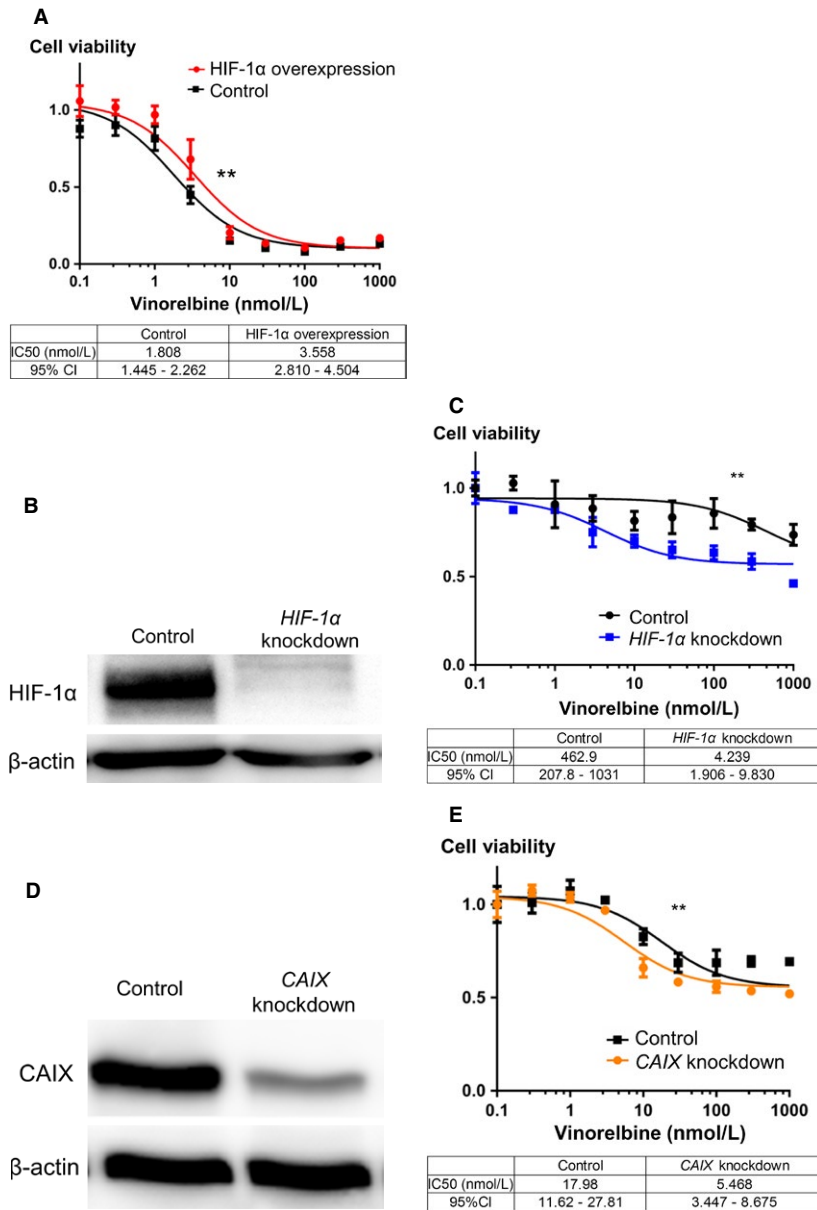 A
Cell viability
HIF-1α overexpression
Control
1.0
0.5
0.0
**
0.1 1 10 100 1000
Vinorelbine (nmol/L)
Control HIF-1α overexpression
IC50 (nmol/L) 1.808 3.558
95% CI 1.445 - 2.262 2.810 - 4.504
B
Control HIF-1α knockdown
HIF-1α
β-actin
C
Cell viability
1.0
0.5
0.0
**
Control
HIF-1α knockdown
0.1 1 10 100 1000
Vinorelbine (nmol/L)
Control HIF-1α knockdown
IC50 (nmol/L) 462.9 4.239
95% CI 207.8 - 1031 1.906 - 9.830
D
Control CAIX knockdown
CAIX
β-actin
E
Cell viability
1.0
0.5
0.0
**
Control
CAIX knockdown
0.1 1 10 100 1000
Vinorelbine (nmol/L)
Control CAIX knockdown
IC50 (nmol/L) 17.98 5.468
95%CI 11.62 - 27.81 3.447 - 8.675